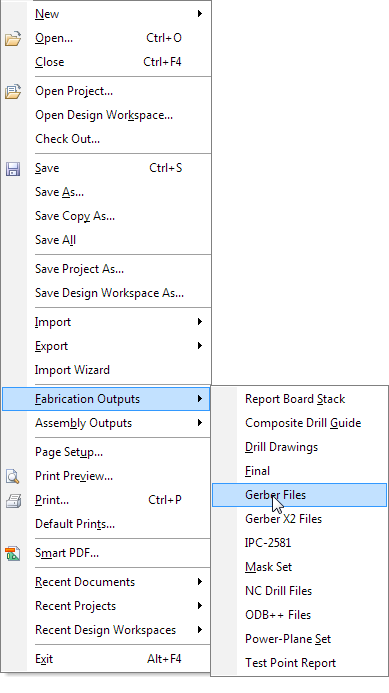 New
Open... Ctrl+O
Close Ctrl+F4
Open Project...
Open Design Workspace...
Check Out...
Save Ctrl+S
Save As...
Save Copy As...
Save All
Save Project As...
Save Design Workspace As...
Import
Export
Import Wizard
Fabrication Outputs
Assembly Outputs
Page Setup...
Print Preview...
Print... Ctrl+P
Default Prints...
Smart PDF...
Recent Documents
Recent Projects
Recent Design Workspaces
Exit Alt+F4
Report Board Stack
Composite Drill Guide
Drill Drawings
Final
Gerber Files
Gerber X2 Files
IPC-2581
Mask Set
NC Drill Files
ODB++ Files
Power-Plane Set
Test Point Report